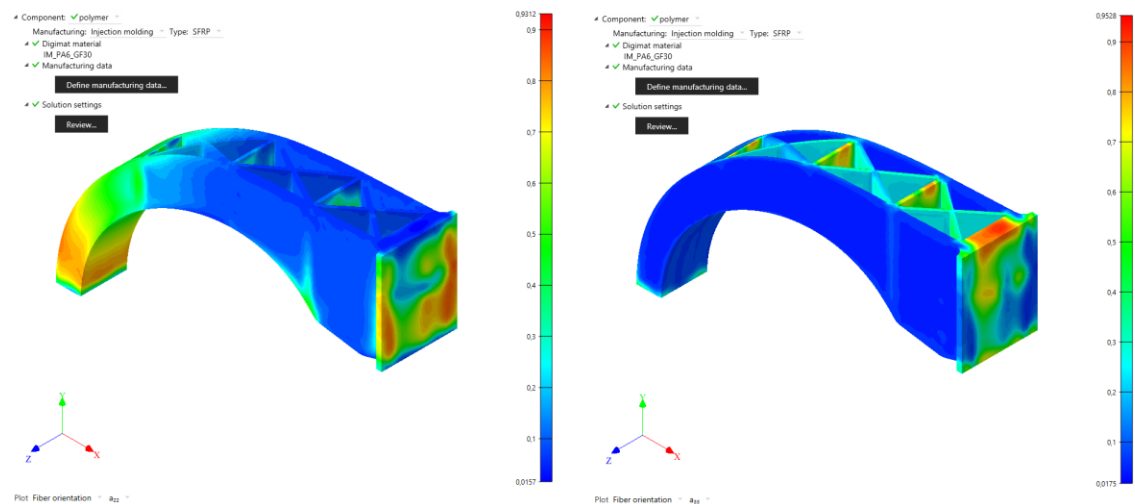 Component: polymer
Manufacturing: Injection molding Type: SFRP
Digimat material
IM_PA6_GF30
Manufacturing data
Define manufacturing data...
Solution settings
Review...
0,9312
0,9
0,8
0,7
0,6
0,5
0,4
0,3
0,2
0,1
0,0157
Y
Z
X
Plot Fiber orientation a₂₂
Component: polymer
Manufacturing: Injection molding Type: SFRP
Digimat material
IM_PA6_GF30
Manufacturing data
Define manufacturing data...
Solution settings
Review...
0,9528
0,9
0,8
0,7
0,6
0,5
0,4
0,3
0,2
0,1
0,0175
Y
Z
X
Plot Fiber orientation a₃₃